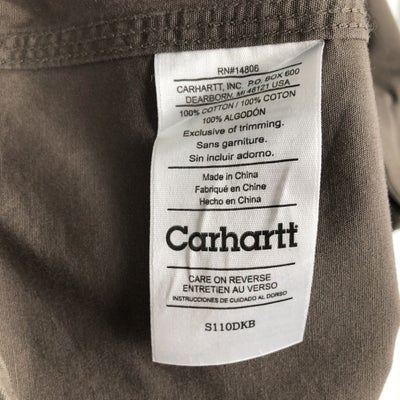 RN#14806
CARHARTT, INC. P.O. BOX 600
DEARBORN, MI 48121 USA
100% COTTON / 100% COTON
100% ALGODÓN
Exclusive of trimming.
Sans garniture.
Sin incluir adorno.
Made in China
Fabriqué en Chine
Hecho en China
Carhartt
CARE ON REVERSE
ENTRETIEN AU VERSO
INSTRUCCIONES DE CUIDADO AL DORSO
S110DKB